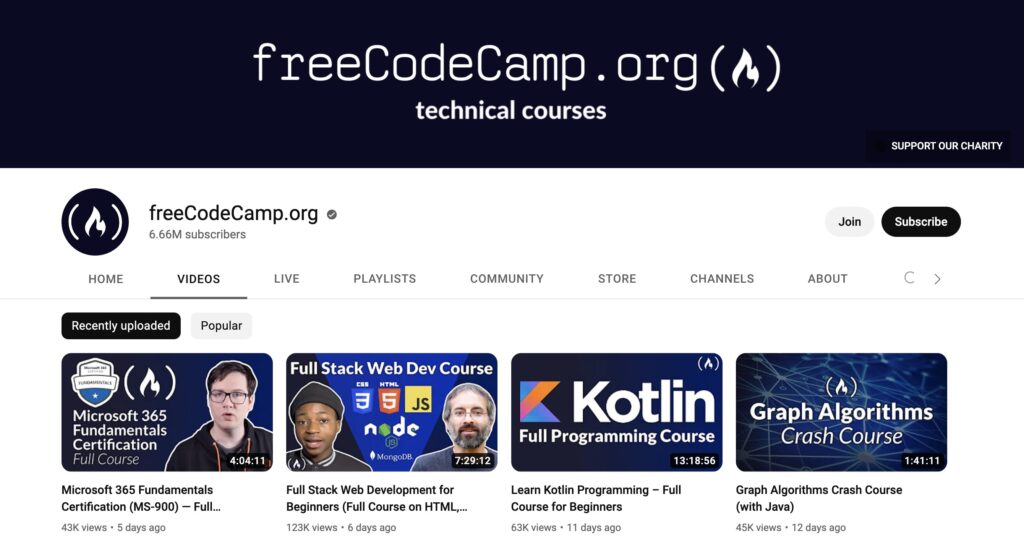 freeCodeCamp.org
technical courses
SUPPORT OUR CHARITY
freeCodeCamp.org
6.66M subscribers
Join
Subscribe
HOME
VIDEOS
LIVE
PLAYLISTS
COMMUNITY
STORE
CHANNELS
ABOUT
Recently uploaded
Popular
Microsoft 365
FUNDAMENTALS
Microsoft 365
Fundamentals
Certification
Full Course
4:04:11
Microsoft 365 Fundamentals
Certification (MS-900) — Full...
43K views • 5 days ago
Full Stack Web Dev Course
CSS HTML
3 5 JS
node
JS
MongoDB
7:29:12
Full Stack Web Development for
Beginners (Full Course on HTML,...
123K views • 6 days ago
Kotlin
Full Programming Course
13:18:56
Learn Kotlin Programming – Full
Course for Beginners
63K views • 11 days ago
Graph Algorithms
Crash Course
1:41:11
Graph Algorithms Crash Course
(with Java)
45K views • 12 days ago